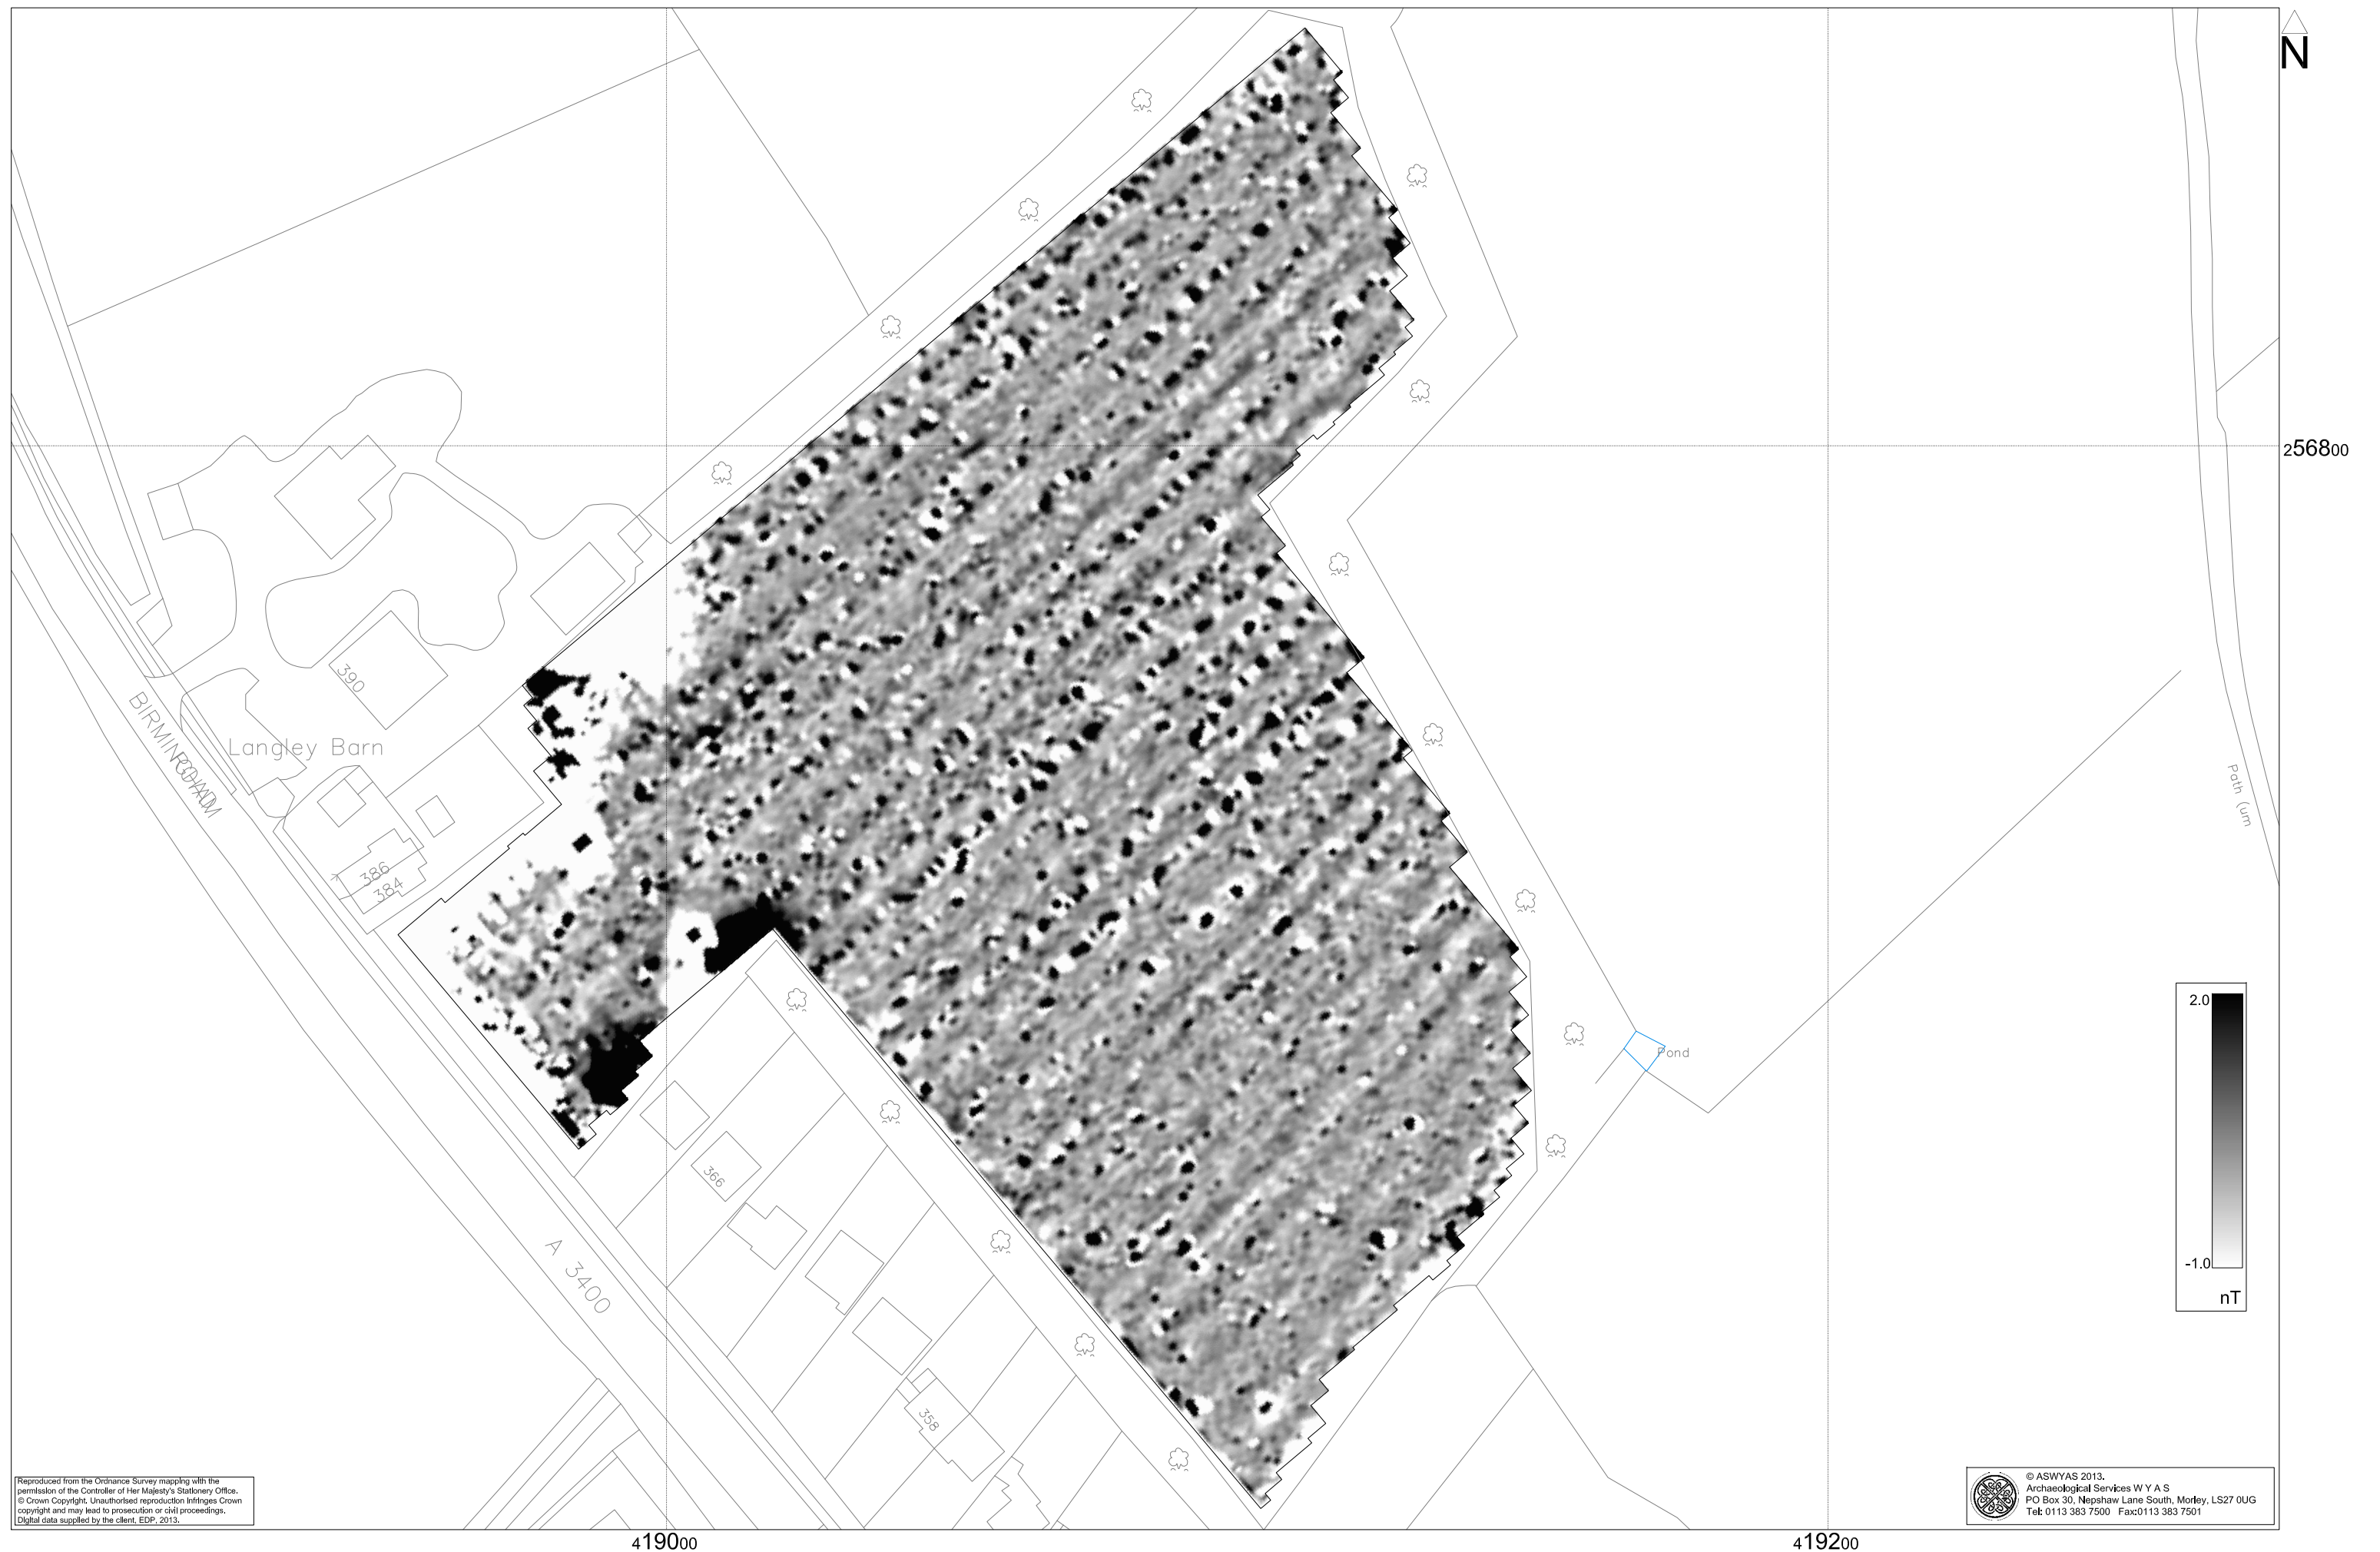 N
256800
390
Langley Barn
BIRMINGHAM
ROAD
386
384
Path (um
2.0
-1.0
nT
Pond
366
A 3400
358
Reproduced from the Ordnance Survey mapping with the
permission of the Controller of Her Majesty's Stationery Office.
© Crown Copyright. Unauthorised reproduction infringes Crown
copyright and may lead to prosecution or civil proceedings.
Digital data supplied by the client, EDP, 2013.
© ASWYAS 2013.
Archaeological Services W Y A S
PO Box 30, Nepshaw Lane South, Morley, LS27 0UG
Tel: 0113 383 7500 Fax:0113 383 7501
419000
419200